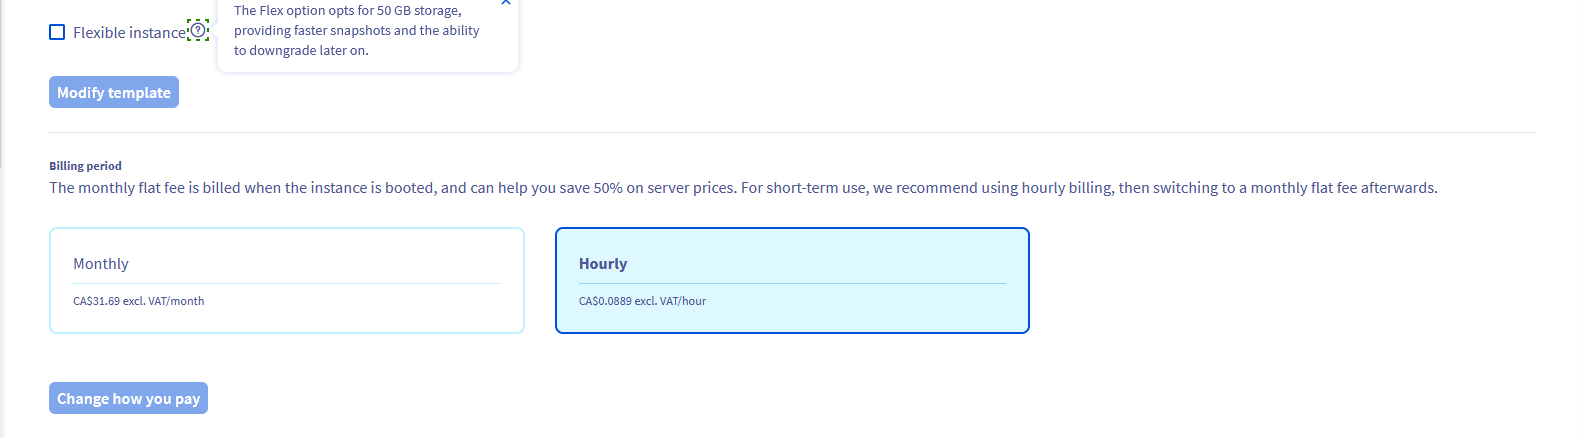 The Flex option opts for 50 GB storage,
providing faster snapshots and the ability
to downgrade later on.
Flexible instance
Modify template
Billing period
The monthly flat fee is billed when the instance is booted, and can help you save 50% on server prices. For short-term use, we recommend using hourly billing, then switching to a monthly flat fee afterwards.
Monthly
CA$31.69 excl. VAT/month
Hourly
CA$0.0889 excl. VAT/hour
Change how you pay